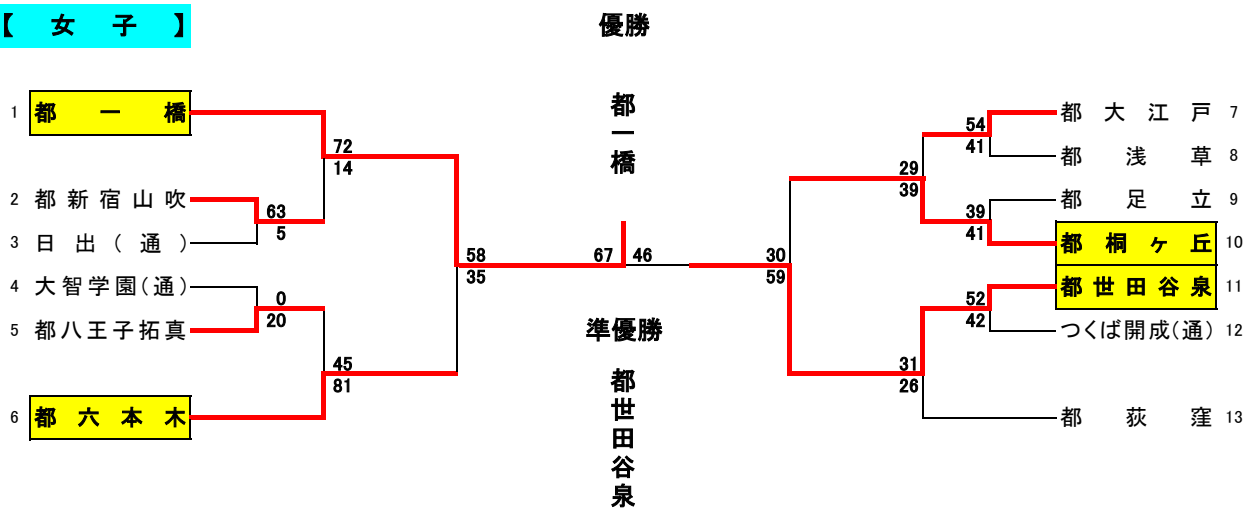 【 女 子 】
優勝
都一橋
1 都一橋
72
14
2 都新宿山吹
63
5
3 日出(通)
4 大智学園(通)
0
20
5 都八王子拓真
45
81
6 都六本木
58
35
67 46
準優勝
都世田谷泉
30
59
29
39
54
41
都大江戸 7
都浅草 8
39
41
都足立 9
都桐ヶ丘 10
52
42
都世田谷泉 11
つくば開成(通) 12
31
26
都荻窪 13